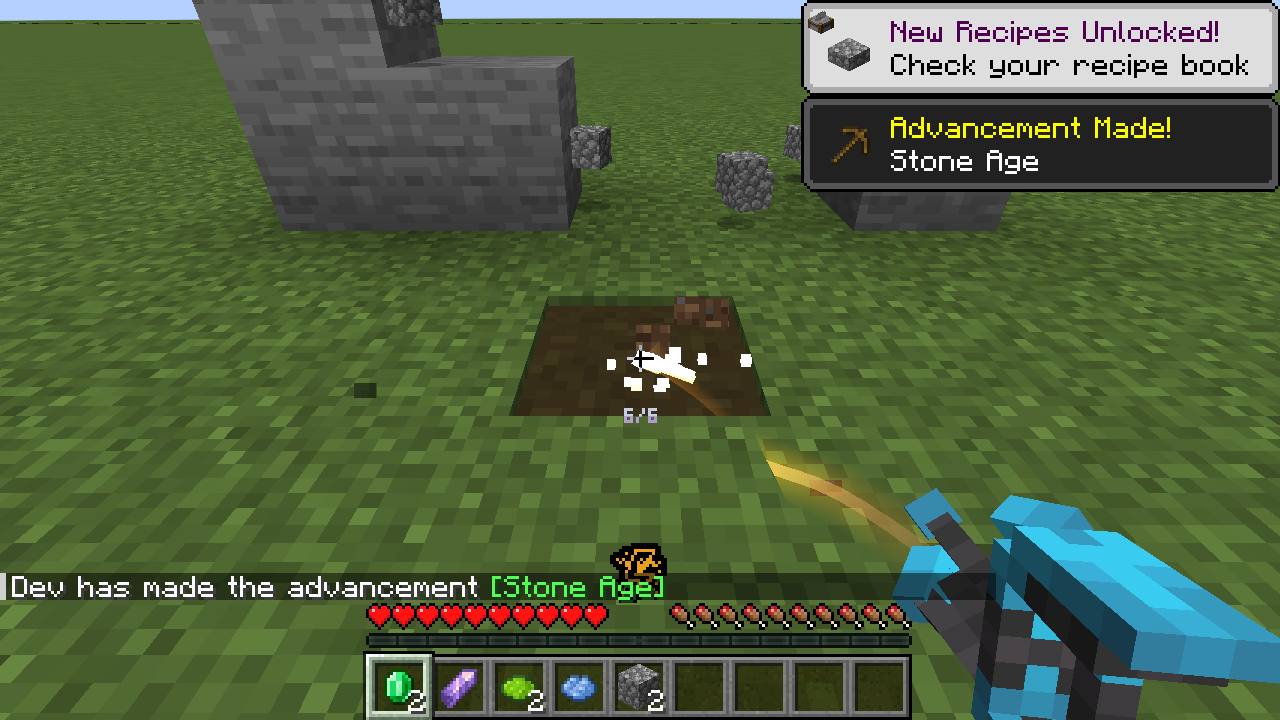 New Recipes Unlocked!
Check your recipe book
Advancement Made!
Stone Age
6/6
Dev has made the advancement [Stone Age]
2
2
2